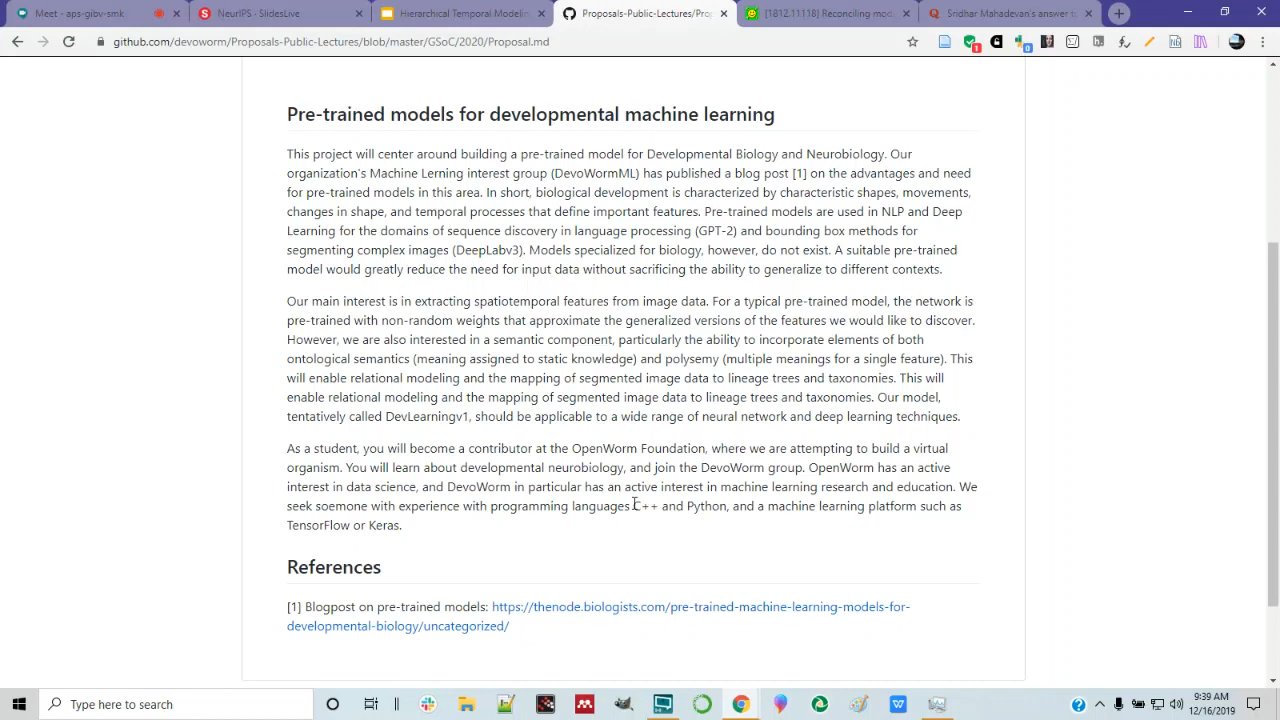 Meet - aps-gibv-smk
NeurIPS · SlidesLive
Hierarchical Temporal Modelin
Proposals-Public-Lectures/Prop
[1812.11118] Reconciling mod
Sridhar Mahadevan's answer t
github.com/devoworm/Proposals-Public-Lectures/blob/master/GSoC/2020/Proposal.md
Pre-trained models for developmental machine learning
This project will center around building a pre-trained model for Developmental Biology and Neurobiology. Our
organization's Machine Lerning interest group (DevoWormML) has published a blog post [1] on the advantages and need
for pre-trained models in this area. In short, biological development is characterized by characteristic shapes, movements,
changes in shape, and temporal processes that define important features. Pre-trained models are used in NLP and Deep
Learning for the domains of sequence discovery in language processing (GPT-2) and bounding box methods for
segmenting complex images (DeepLabv3). Models specialized for biology, however, do not exist. A suitable pre-trained
model would greatly reduce the need for input data without sacrificing the ability to generalize to different contexts.
Our main interest is in extracting spatiotemporal features from image data. For a typical pre-trained model, the network is
pre-trained with non-random weights that approximate the generalized versions of the features we would like to discover.
However, we are also interested in a semantic component, particularly the ability to incorporate elements of both
ontological semantics (meaning assigned to static knowledge) and polysemy (multiple meanings for a single feature). This
will enable relational modeling and the mapping of segmented image data to lineage trees and taxonomies. This will
enable relational modeling and the mapping of segmented image data to lineage trees and taxonomies. Our model,
tentatively called DevLearningv1, should be applicable to a wide range of neural network and deep learning techniques.
As a student, you will become a contributor at the OpenWorm Foundation, where we are attempting to build a virtual
organism. You will learn about developmental neurobiology, and join the DevoWorm group. OpenWorm has an active
interest in data science, and DevoWorm in particular has an active interest in machine learning research and education. We
seek soemone with experience with programming languages C++ and Python, and a machine learning platform such as
TensorFlow or Keras.
References
[1] Blogpost on pre-trained models: https://thenode.biologists.com/pre-trained-machine-learning-models-for-
developmental-biology/uncategorized/
Type here to search
9:39 AM
12/16/2019